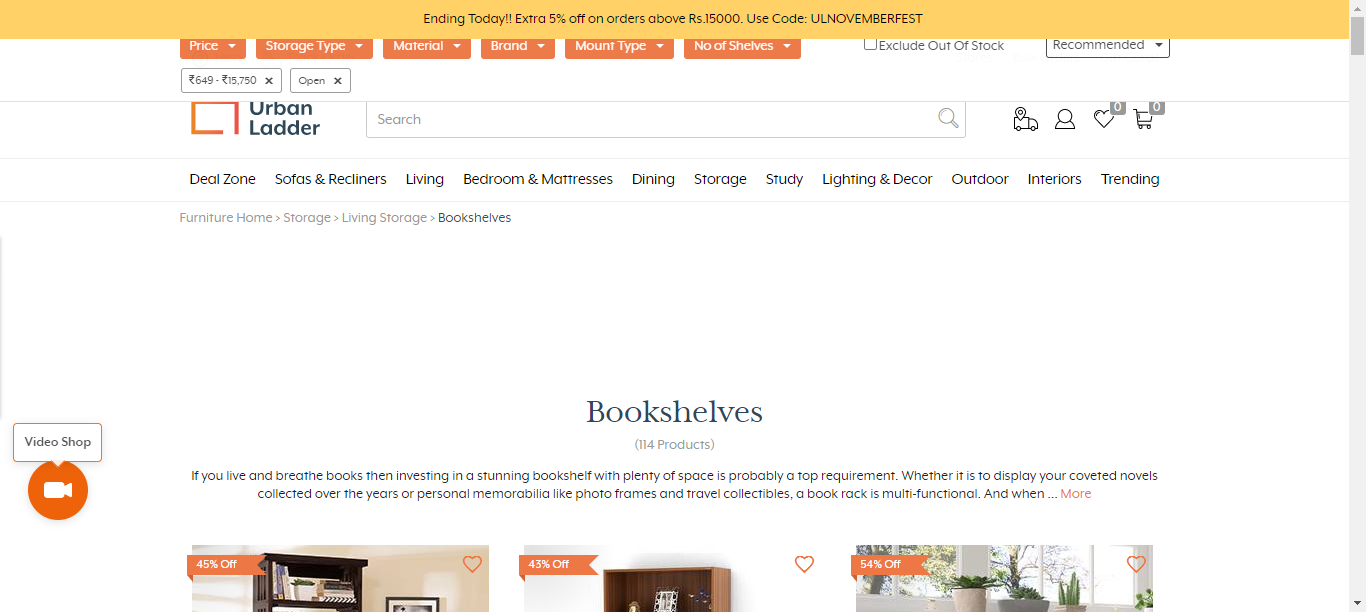 Ending Today!! Extra 5% off on orders above Rs.15000. Use Code: ULNOVEMBERFEST
Price Storage Type Material Brand Mount Type No of Shelves Exclude Out Of Stock Recommended
₹649 - ₹15,750 × Open ×
Urban
Ladder
Search
0 0
Deal Zone Sofas & Recliners Living Bedroom & Mattresses Dining Storage Study Lighting & Decor Outdoor Interiors Trending
Furniture Home > Storage > Living Storage > Bookshelves
Bookshelves
(114 Products)
Video Shop
If you live and breathe books then investing in a stunning bookshelf with plenty of space is probably a top requirement. Whether it is to display your coveted novels
collected over the years or personal memorabilia like photo frames and travel collectibles, a book rack is multi-functional. And when ... More
45% Off 43% Off 54% Off